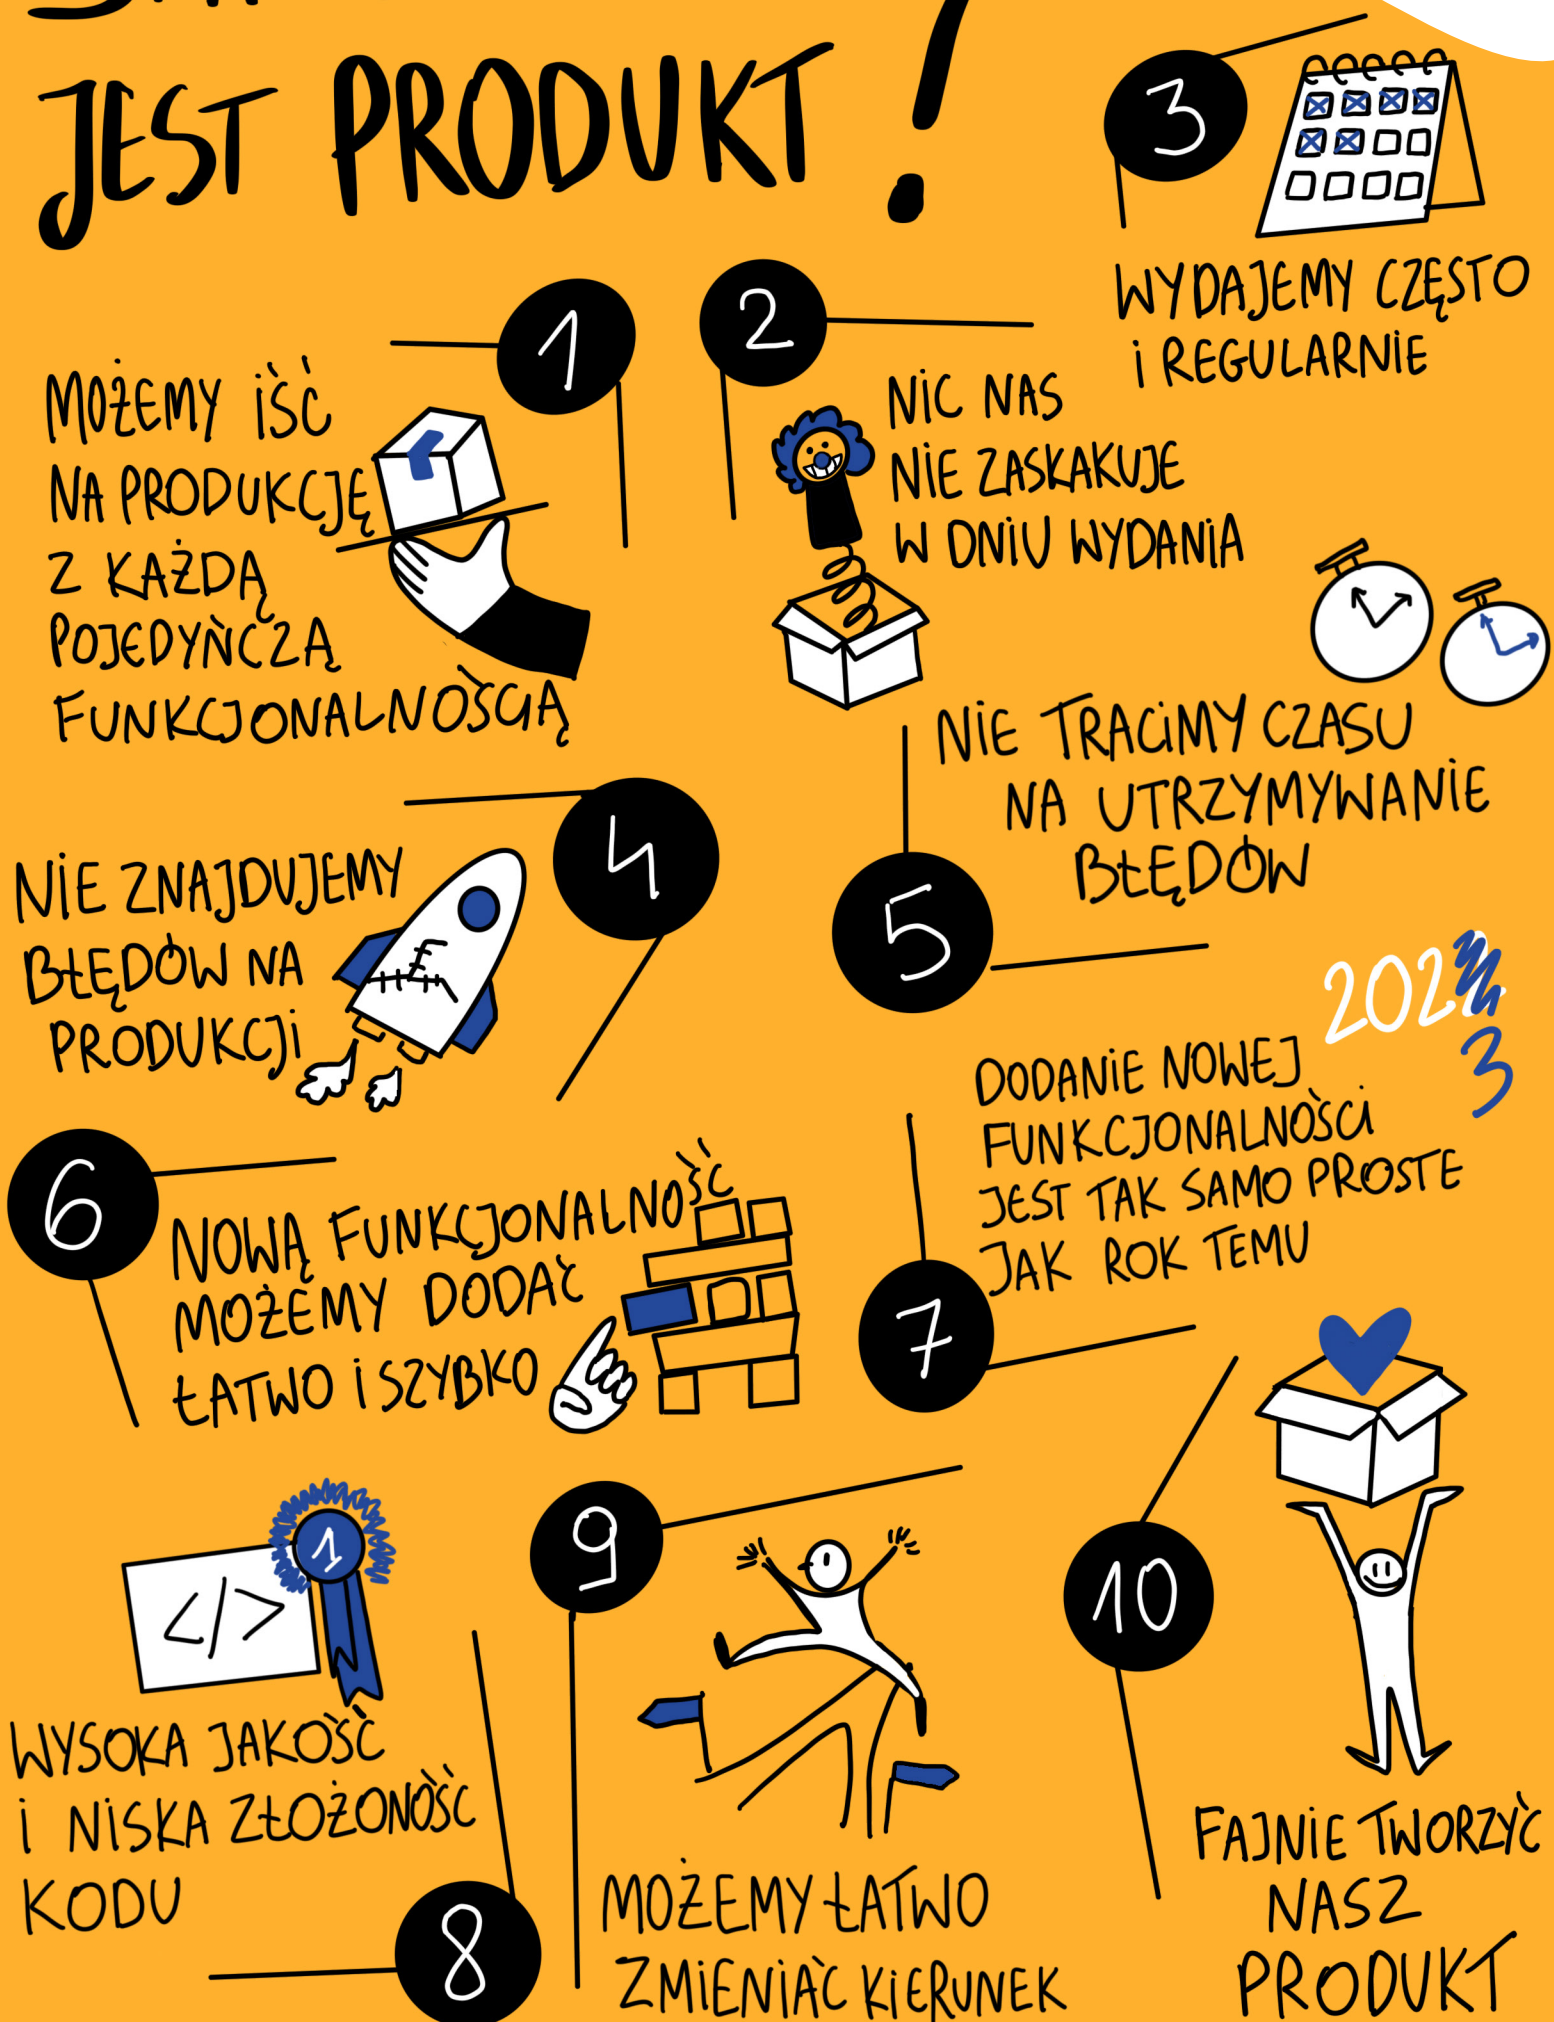 JEST PRODUKT!
1
MOŻEMY IŚĆ
NA PRODUKCJĘ
Z KAŻDĄ
POJEDYŃCZĄ
FUNKCJONALNOŚCIĄ
2
NIC NAS
NIE ZASKAKUJE
W DNIU WYDANIA
3
WYDAJEMY CZĘSTO
I REGULARNIE
4
NIE ZNAJDUJEMY
BŁĘDÓW NA
PRODUKCJI
5
NIE TRACIMY CZASU
NA UTRZYMYWANIE
BŁĘDÓW
6
NOWĄ FUNKCJONALNOŚĆ
MOŻEMY DODAĆ
ŁATWO I SZYBKO
7
202
3
DODANIE NOWEJ
FUNKCJONALNOŚCI
JEST TAK SAMO PROSTE
JAK ROK TEMU
1
</>
WYSOKA JAKOŚĆ
I NISKA ZŁOŻONOŚĆ
KODU
8
9
MOŻEMY ŁATWO
ZMIENIAĆ KIERUNEK
10
FAJNIE TWORZYĆ
NASZ
PRODUKT